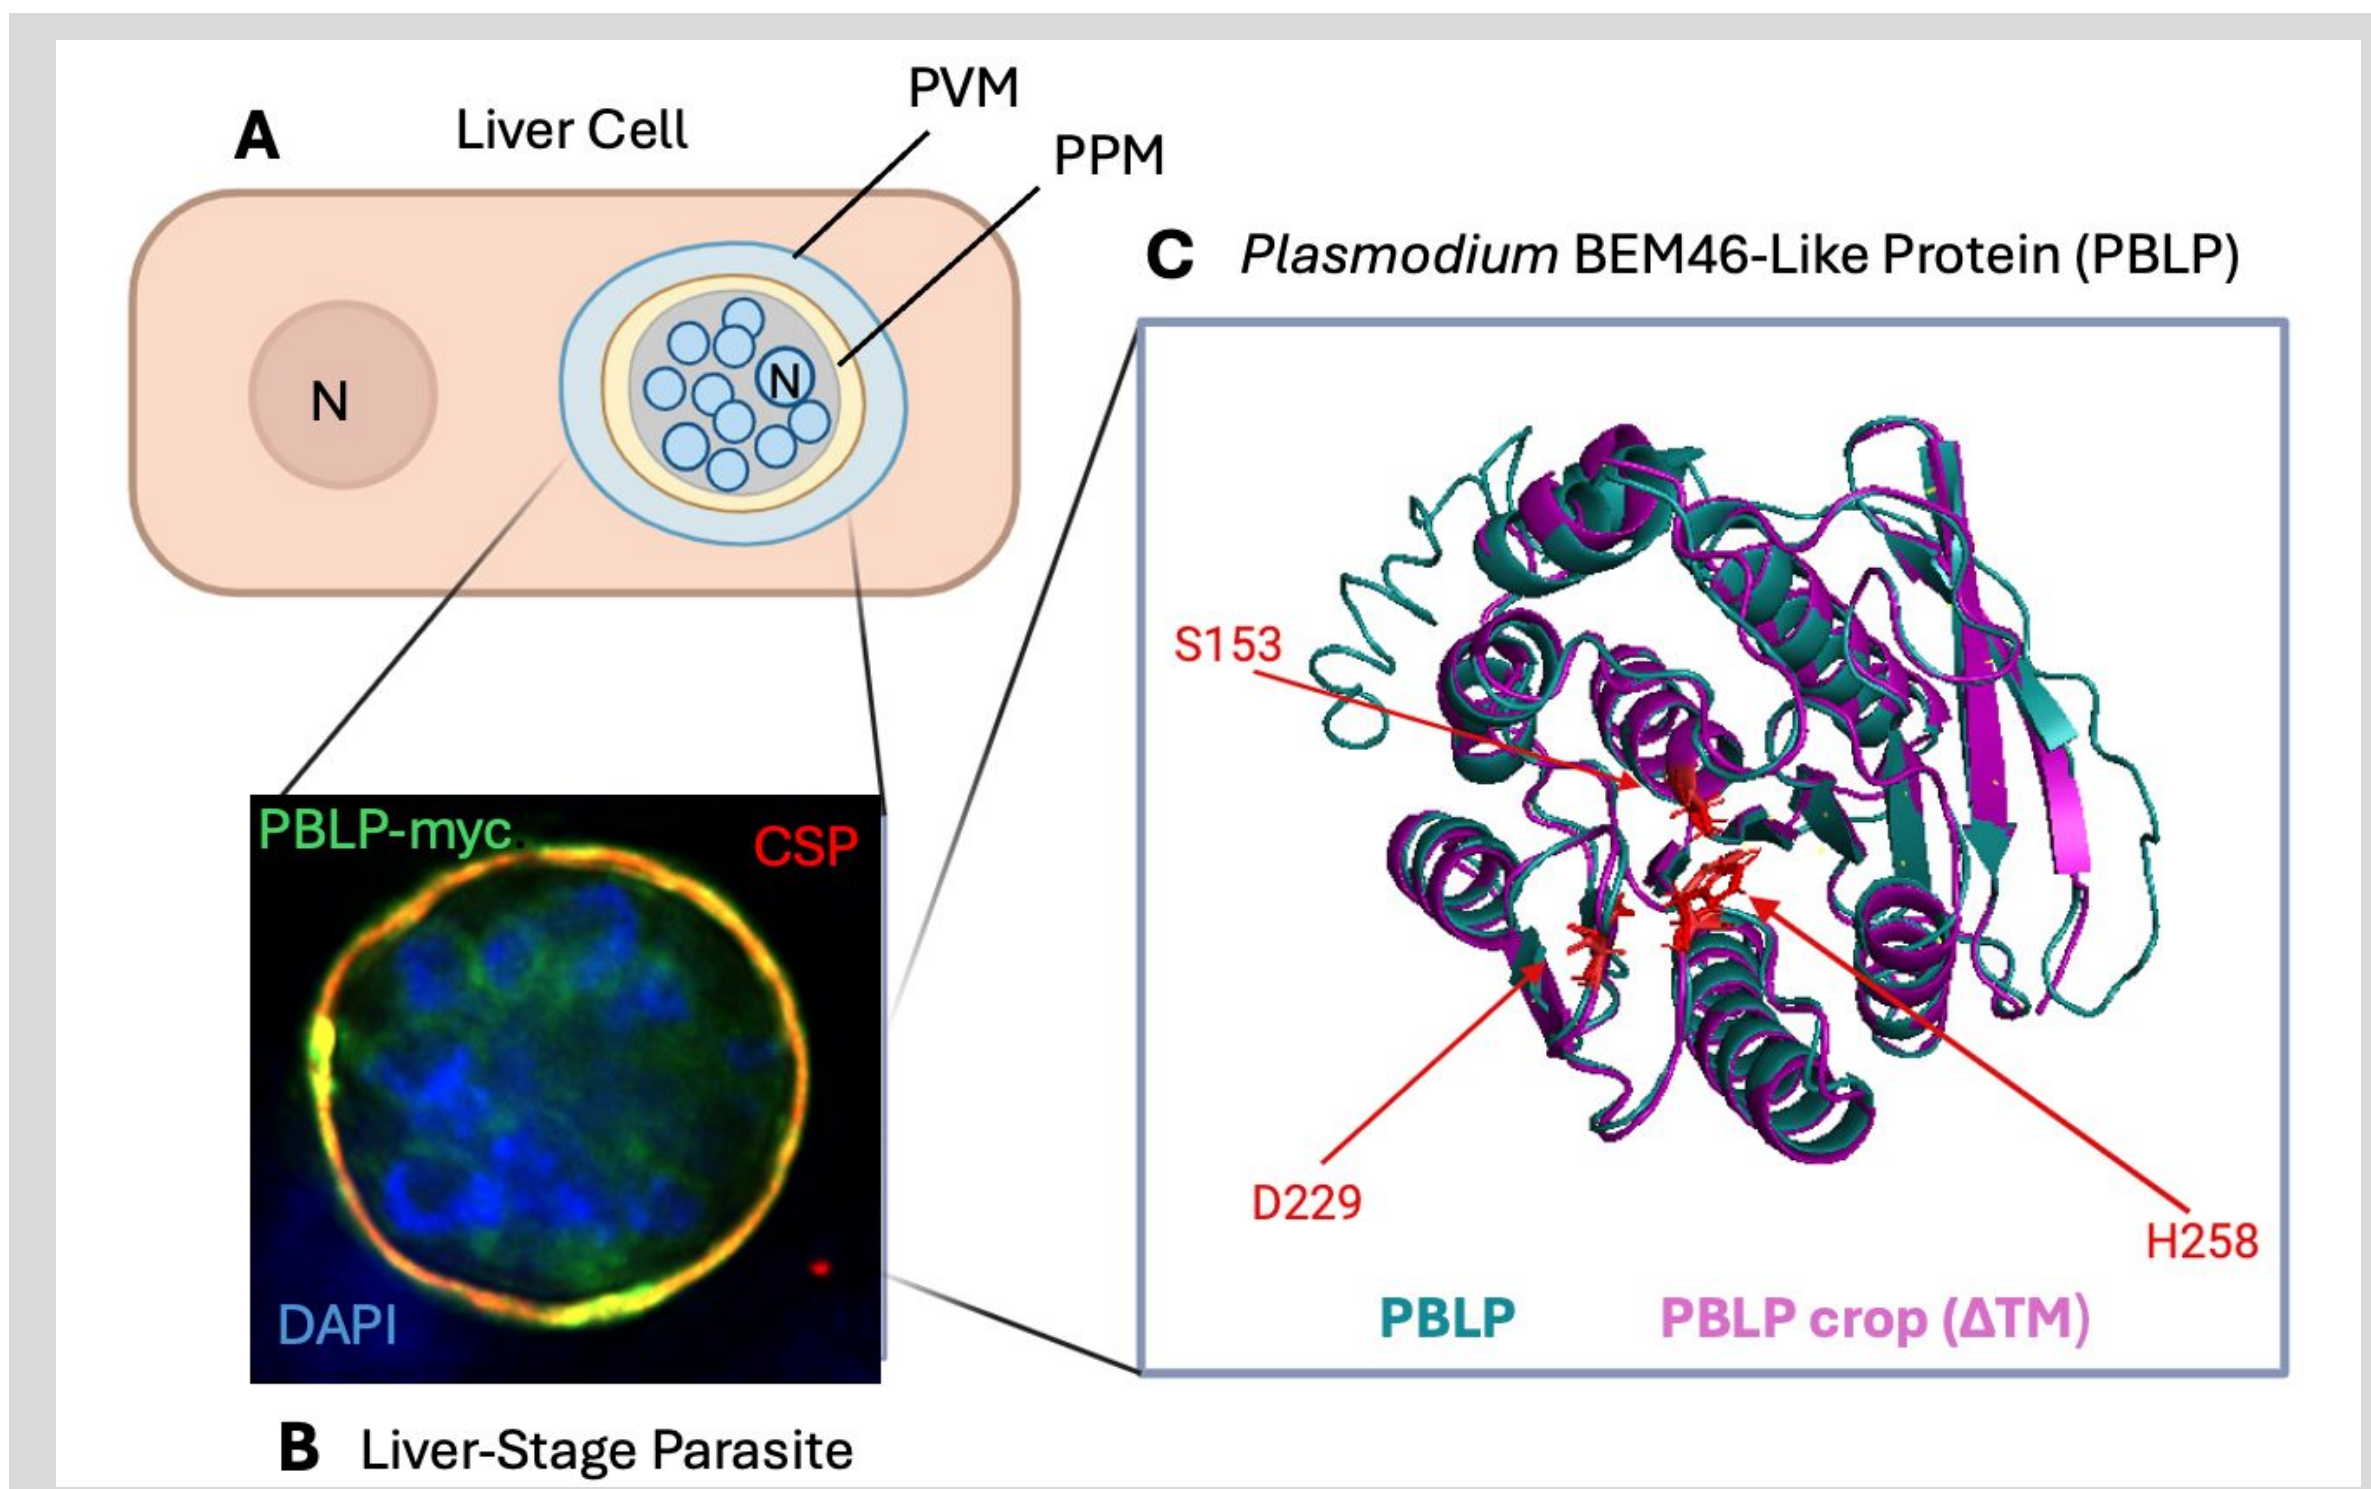 A Liver Cell
PVM
PPM
N
N
C Plasmodium BEM46-Like Protein (PBLP)
S153
D229
H258
PBLP
PBLP crop (ΔTM)
PBLP-myc
CSP
DAPI
B Liver-Stage Parasite